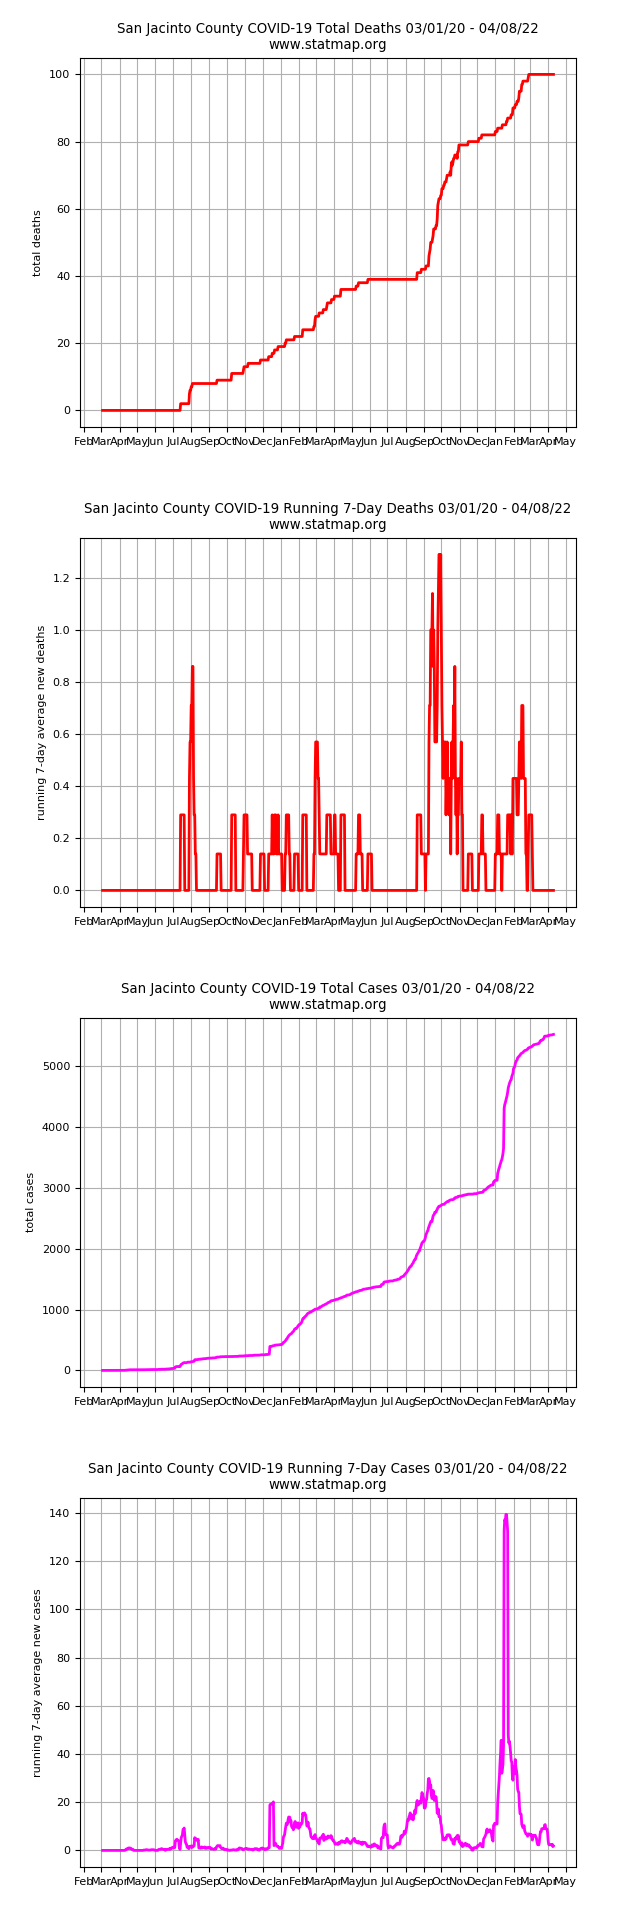 San Jacinto County COVID-19 Total Deaths 03/01/20 - 04/08/22
www.statmap.org
100
80
60
40
20
0
total deaths
Feb Mar Apr May Jun Jul Aug Sep Oct Nov Dec Jan Feb Mar Apr May Jun Jul Aug Sep Oct Nov Dec Jan Feb Mar Apr May
San Jacinto County COVID-19 Running 7-Day Deaths 03/01/20 - 04/08/22
www.statmap.org
1.2
1.0
0.8
0.6
0.4
0.2
0.0
running 7-day average new deaths
Feb Mar Apr May Jun Jul Aug Sep Oct Nov Dec Jan Feb Mar Apr May Jun Jul Aug Sep Oct Nov Dec Jan Feb Mar Apr May
San Jacinto County COVID-19 Total Cases 03/01/20 - 04/08/22
www.statmap.org
5000
4000
3000
2000
1000
0
total cases
Feb Mar Apr May Jun Jul Aug Sep Oct Nov Dec Jan Feb Mar Apr May Jun Jul Aug Sep Oct Nov Dec Jan Feb Mar Apr May
San Jacinto County COVID-19 Running 7-Day Cases 03/01/20 - 04/08/22
www.statmap.org
140
120
100
80
60
40
20
0
running 7-day average new cases
Feb Mar Apr May Jun Jul Aug Sep Oct Nov Dec Jan Feb Mar Apr May Jun Jul Aug Sep Oct Nov Dec Jan Feb Mar Apr May